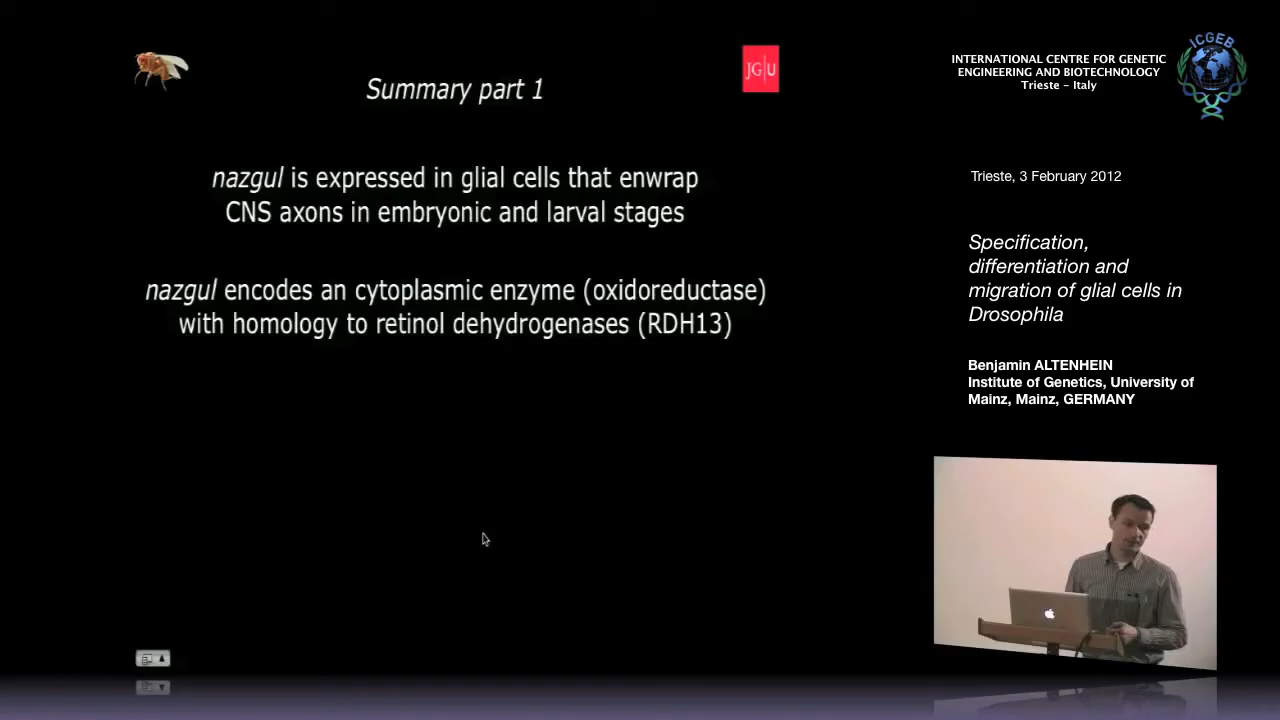 Summary part 1
JG|U
nazgul is expressed in glial cells that enwrap
CNS axons in embryonic and larval stages
nazgul encodes an cytoplasmic enzyme (oxidoreductase)
with homology to retinol dehydrogenases (RDH13)
INTERNATIONAL CENTRE FOR GENETIC
ENGINEERING AND BIOTECHNOLOGY
Trieste - Italy
ICGEB
Trieste, 3 February 2012
Specification,
differentiation and
migration of glial cells in
Drosophila
Benjamin ALTENHEIN
Institute of Genetics, University of
Mainz, Mainz, GERMANY